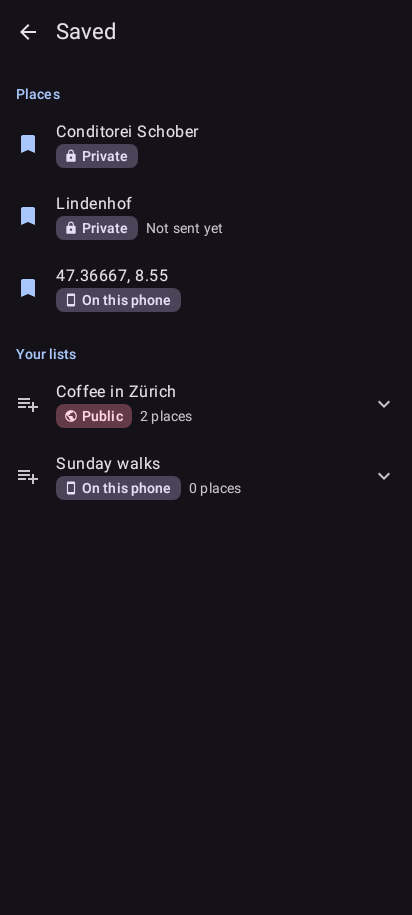 Saved
Places
Conditorei Schober
Private
Lindenhof
Private Not sent yet
47.36667, 8.55
On this phone
Your lists
Coffee in Zürich
Public 2 places
Sunday walks
On this phone 0 places